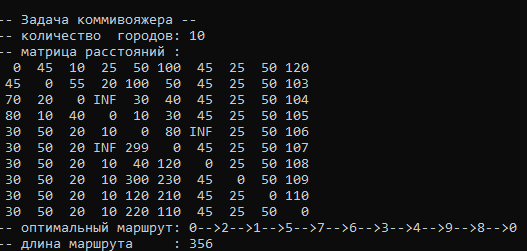 -- Задача коммивояжера --
-- количество  городов: 10
-- матрица расстояний :
  0  45  10  25  50 100  45  25  50 120
 45   0  55  20 100  50  45  25  50 103
 70  20   0 INF  30  40  45  25  50 104
 80  10  40   0  10  30  45  25  50 105
 30  50  20  10   0  80 INF  25  50 106
 30  50  20 INF 299   0  45  25  50 107
 30  50  20  10  40 120   0  25  50 108
 30  50  20  10 300 230  45   0  50 109
 30  50  20  10 120 210  45  25   0 110
 30  50  20  10 220 110  45  25  50   0
-- оптимальный маршрут: 0-->2-->1-->5-->7-->6-->3-->4-->9-->8-->0
-- длина маршрута     : 356